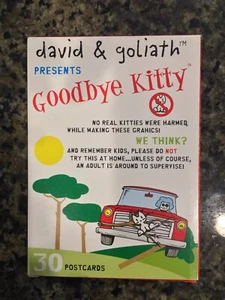 david & goliath™
PRESENTS
Goodbye Kitty™
NO REAL KITTIES WERE HARMED
WHILE MAKING THESE GRAHICS!
WE THINK?
AND REMEMBER KIDS, PLEASE DO NOT
TRY THIS AT HOME...UNLESS OF COURSE,
AN ADULT IS AROUND TO SUPERVISE!
30 POSTCARDS